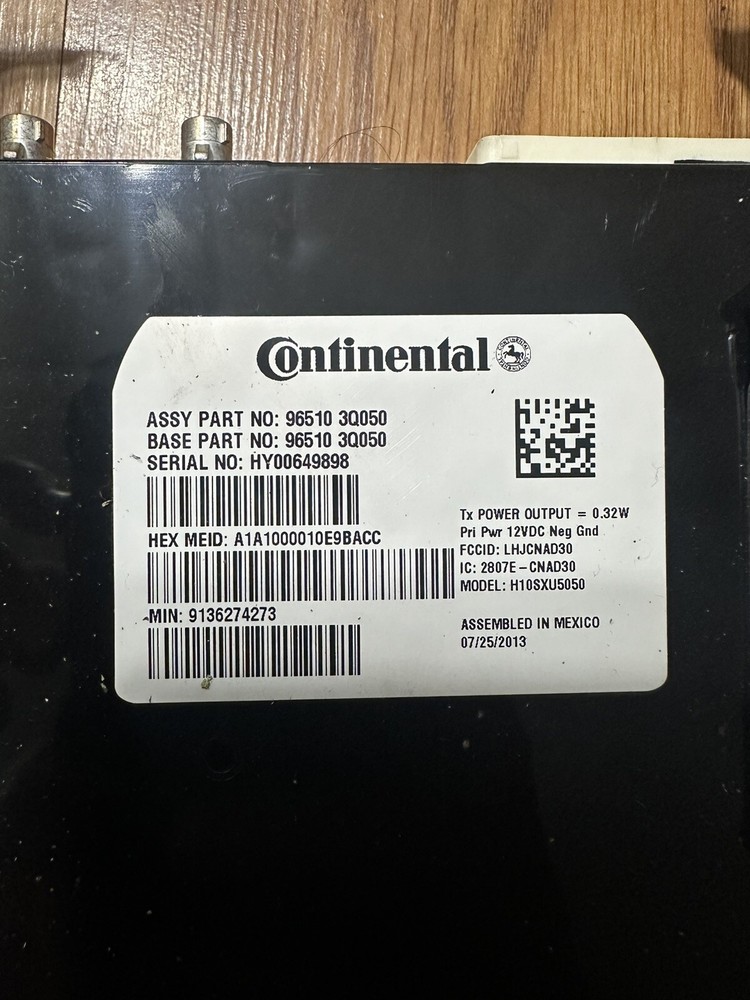 Continental
ASSY PART NO: 96510 3Q050
BASE PART NO: 96510 3Q050
SERIAL NO: HY00649898
HEX MEID: A1A1000010E9BACC
MIN: 9136274273
Tx POWER OUTPUT = 0.32W
Pri Pwr 12VDC Neg Gnd
FCCID: LHJCNAD30
IC: 2807E-CNAD30
MODEL: H10SXU5050
ASSEMBLED IN MEXICO
07/25/2013